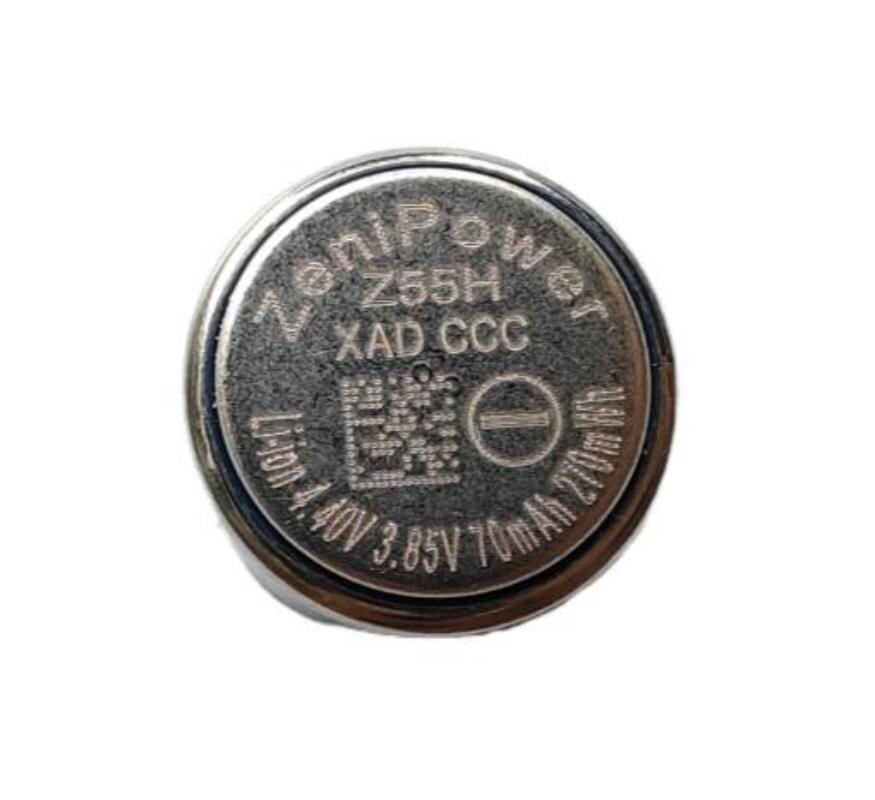 ZeniPower
Z55H
XAD CCC
Li-ion 4.40V 3.85V 70mAh 270mWh